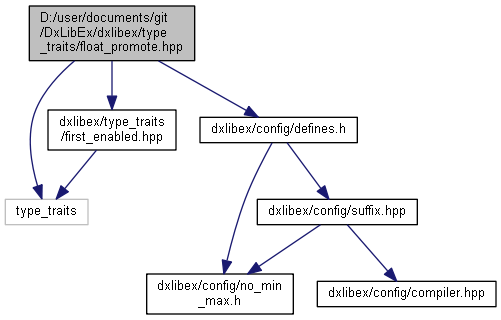 D:/user/documents/git
/DxLibEx/dxlibex/type
_traits/float_promote.hpp
dxlibex/type_traits
/first_enabled.hpp
dxlibex/config/defines.h
type_traits
dxlibex/config/suffix.hpp
dxlibex/config/no_min
_max.h
dxlibex/config/compiler.hpp